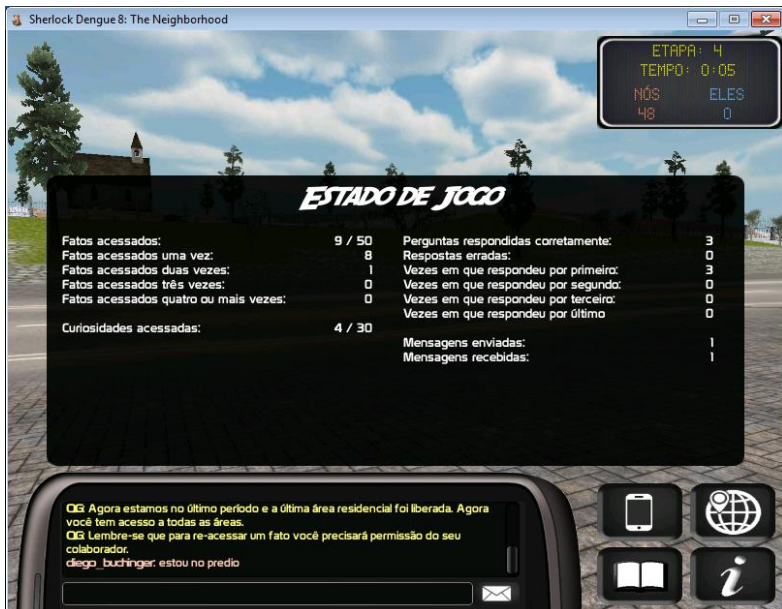 Sherlock Dengue 8: The Neighborhood
ETAPA: 4
TEMPO: 0:05
NÓS ELES
48 0
ESTADO DE JOGO
Fatos acessados: 9 / 50
Fatos acessados uma vez: 8
Fatos acessados duas vezes: 1
Fatos acessados três vezes: 0
Fatos acessados quatro ou mais vezes: 0
Curiosidades acessadas: 4 / 30
Perguntas respondidas corretamente: 3
Respostas erradas: 0
Vezes em que respondeu por primeiro: 3
Vezes em que respondeu por segundo: 0
Vezes em que respondeu por terceiro: 0
Vezes em que respondeu por último 0
Mensagens enviadas: 1
Mensagens recebidas: 1
OG: Agora estamos no último período e a última área residencial foi liberada. Agora
você tem acesso a todas as áreas.
OG: Lembre-se que para re-acessar um fato você precisará permissão do seu
colaborador.
diego_buchinger: estou no predio
i